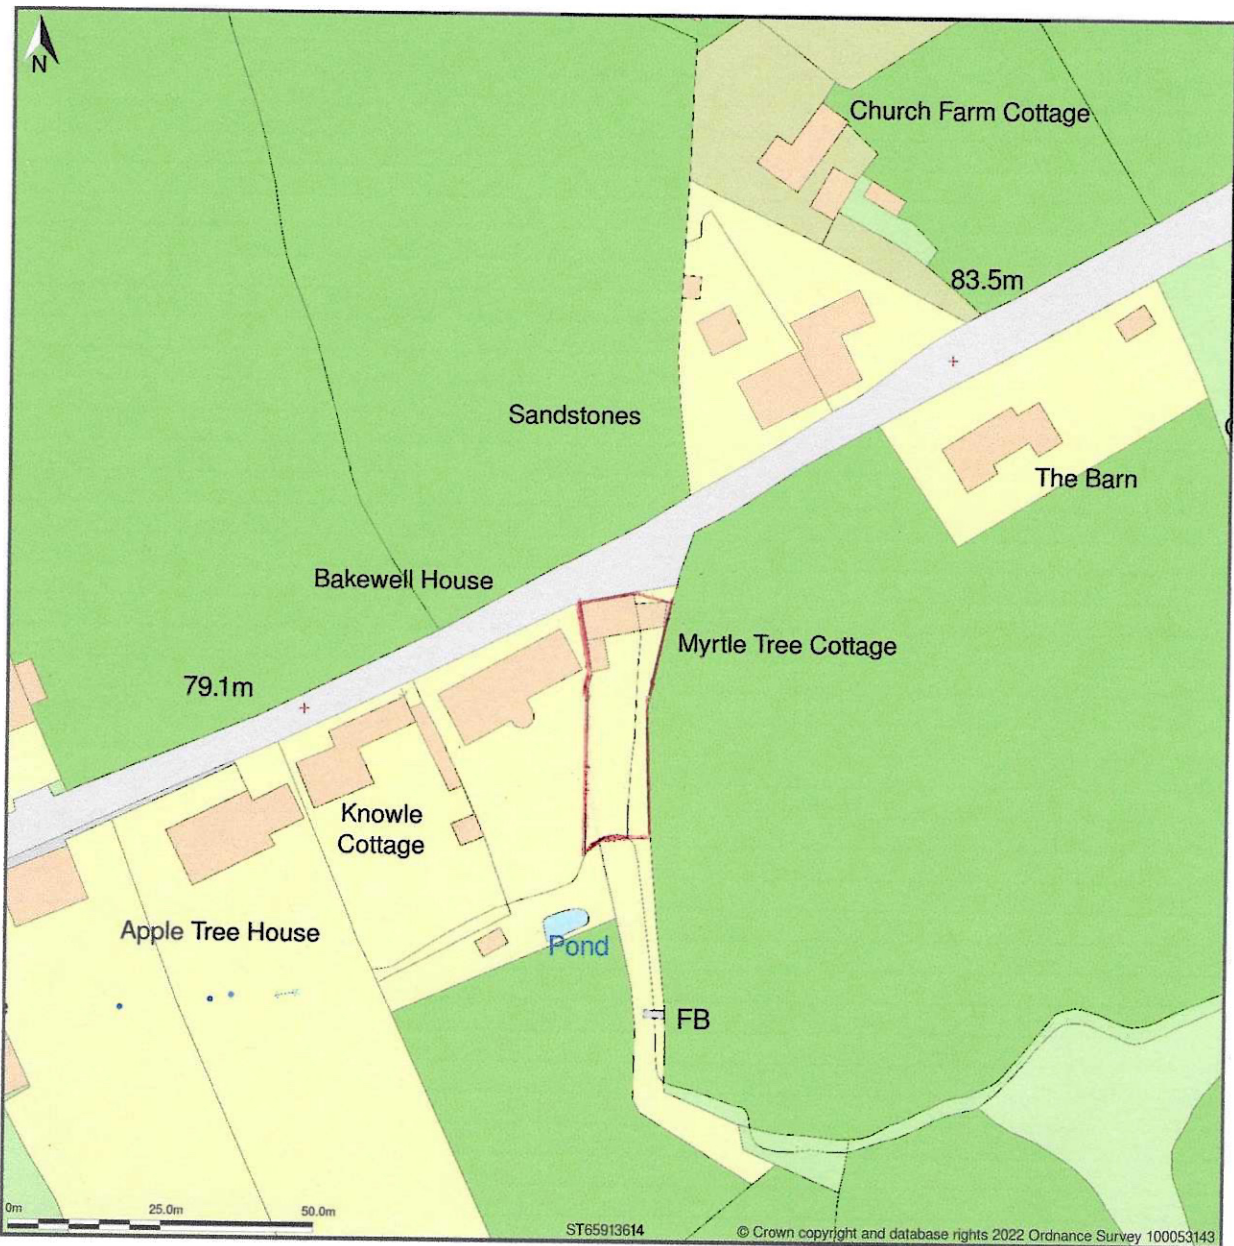 N
Church Farm Cottage
83.5m
Sandstones
The Barn
Bakewell House
Myrtle Tree Cottage
79.1m
Knowle
Cottage
Apple Tree House
Pond
FB
0m 25.0m 50.0m
ST65913614
© Crown copyright and database rights 2022 Ordnance Survey 100053143